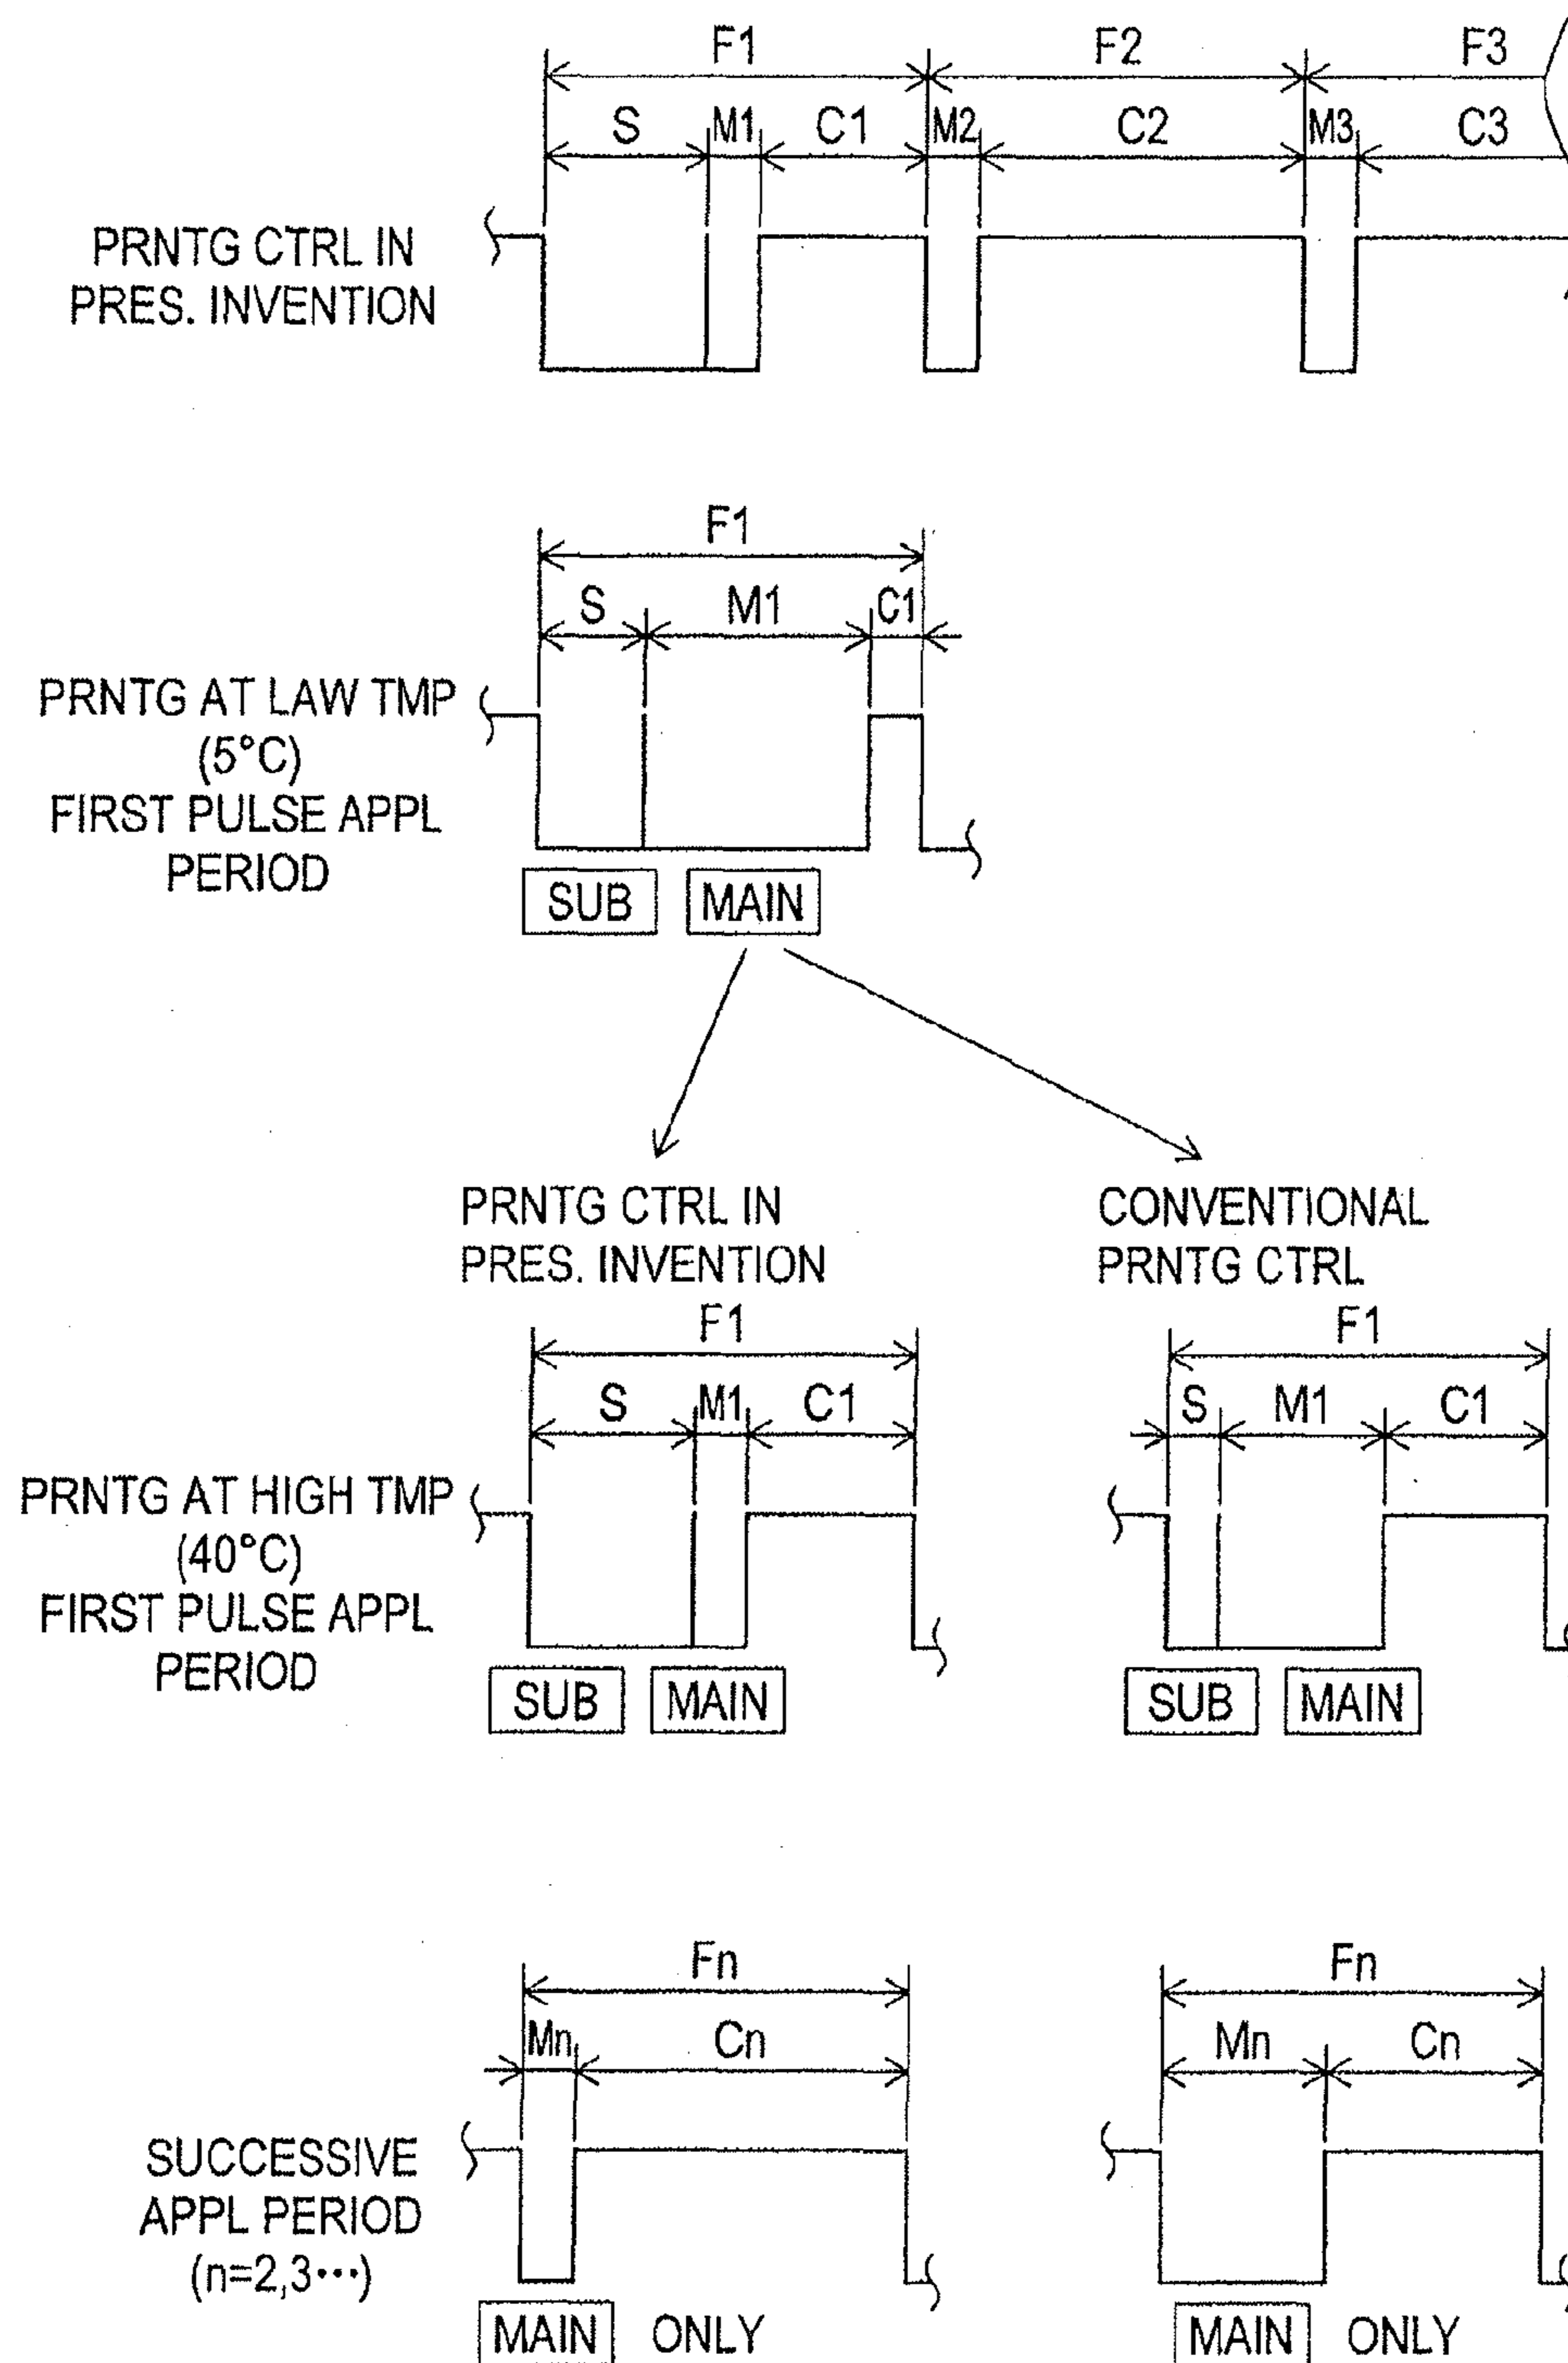 F1 F2 F3
S M1 C1 M2 C2 M3 C3
PRNTG CTRL IN
PRES. INVENTION
F1
S M1 C1
PRNTG AT LAW TMP
(5°C)
FIRST PULSE APPL
PERIOD
SUB MAIN
PRNTG CTRL IN
PRES. INVENTION
CONVENTIONAL
PRNTG CTRL
F1 F1
S M1 C1 S M1 C1
PRNTG AT HIGH TMP
(40°C)
FIRST PULSE APPL
PERIOD
SUB MAIN SUB MAIN
Fn Fn
Mn Cn Mn Cn
SUCCESSIVE
APPL PERIOD
(n=2,3···)
MAIN ONLY MAIN ONLY